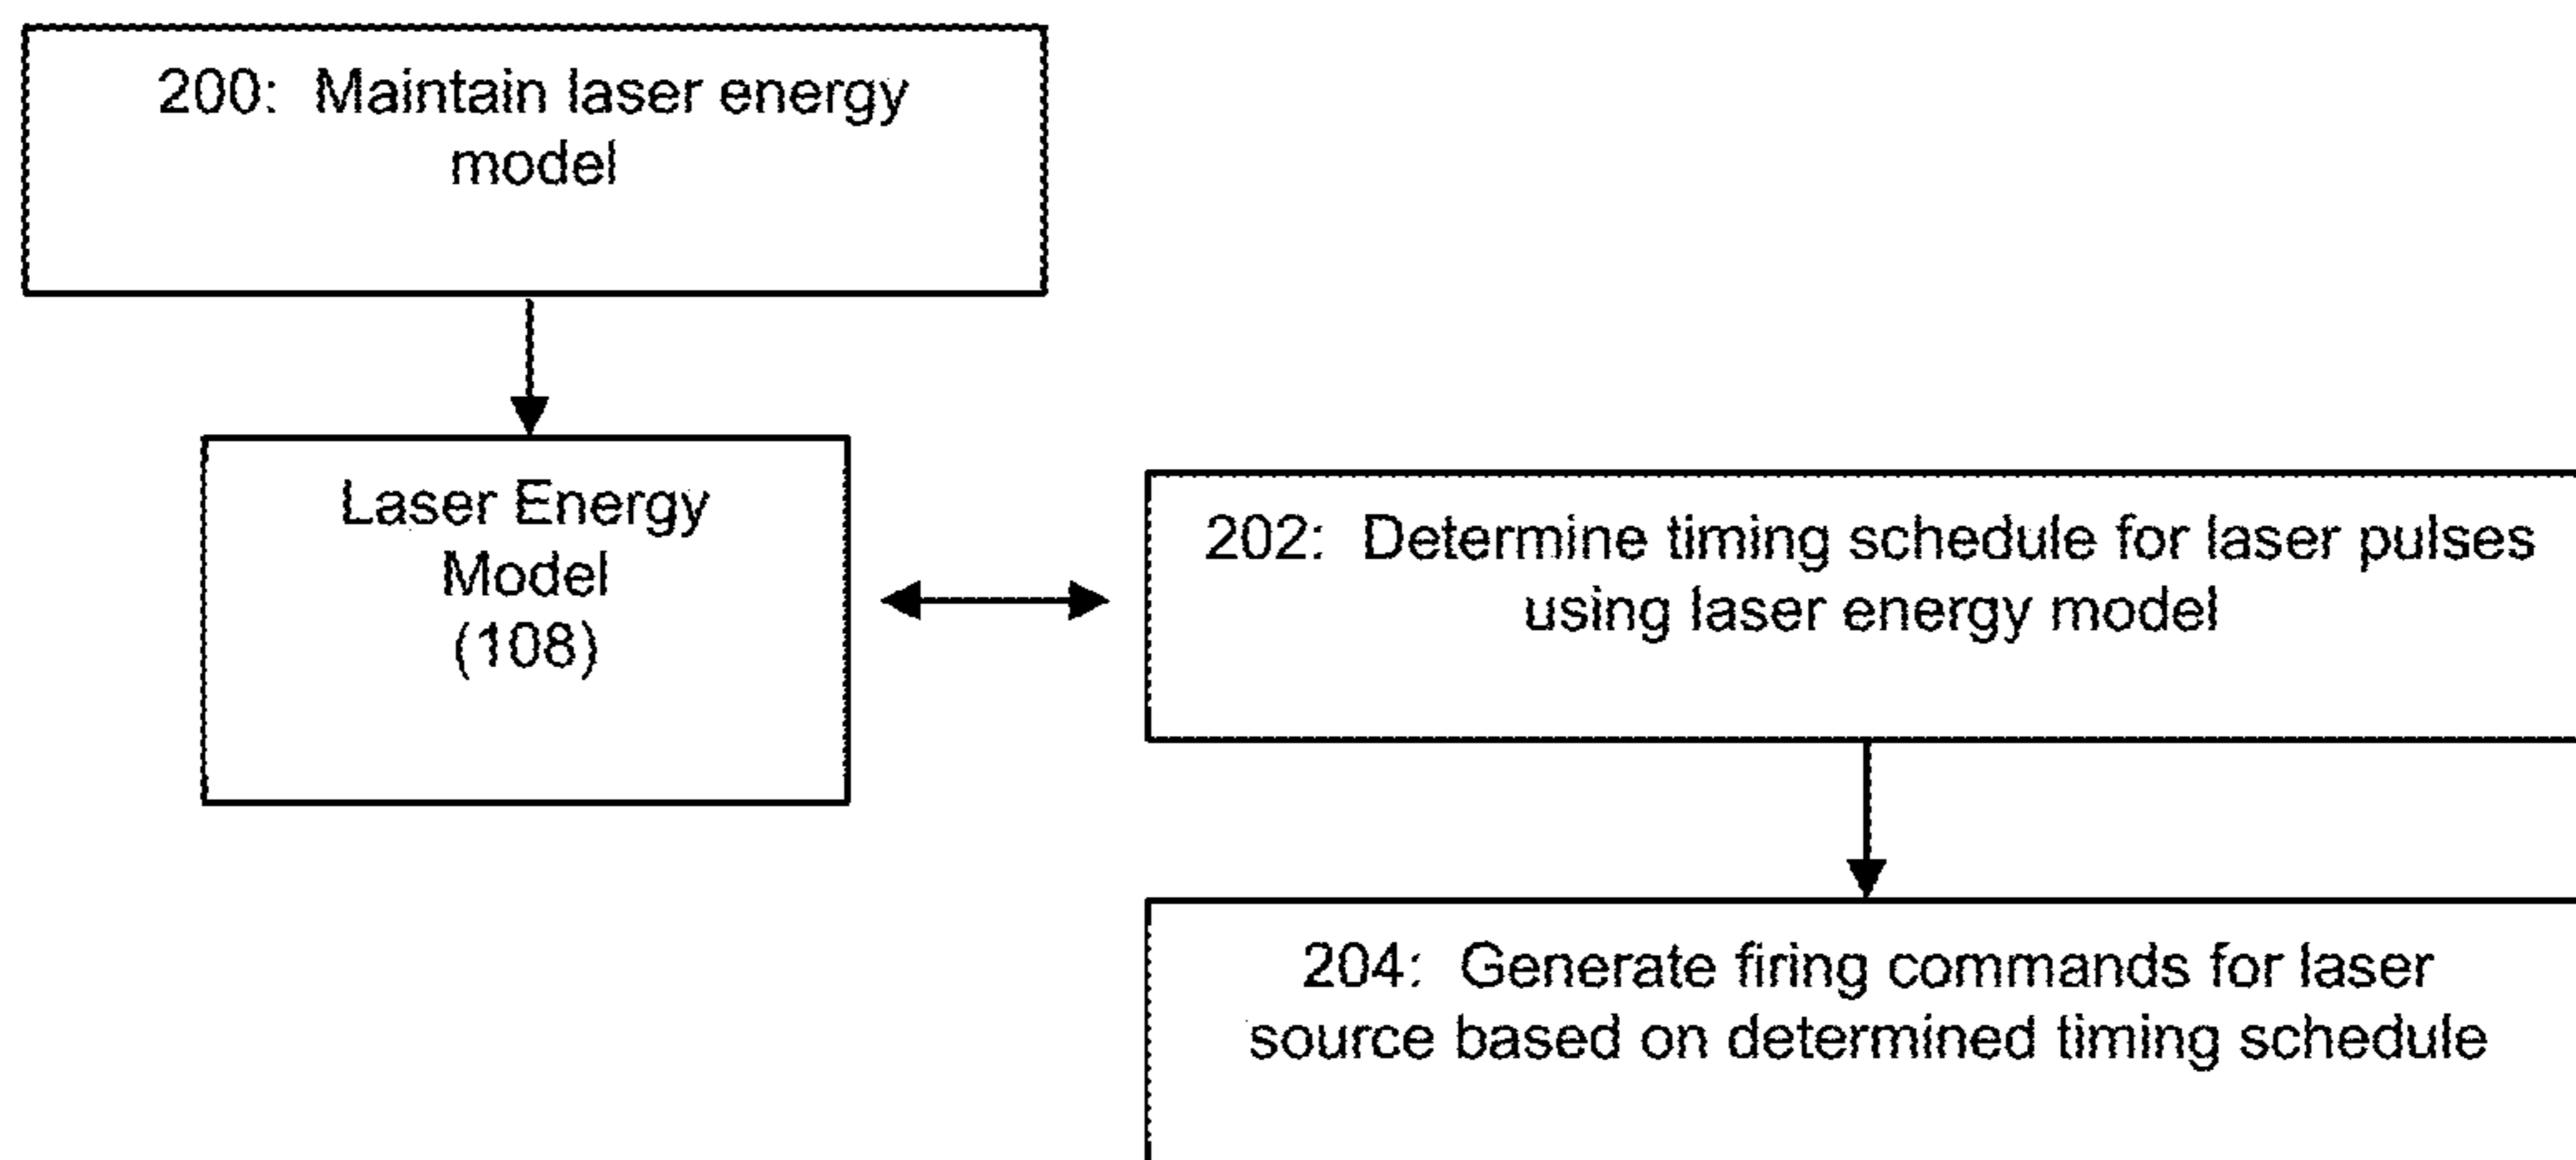 200: Maintain laser energy
model
Laser Energy
Model
(108)
202: Determine timing schedule for laser pulses
using laser energy model
204: Generate firing commands for laser
source based on determined timing schedule